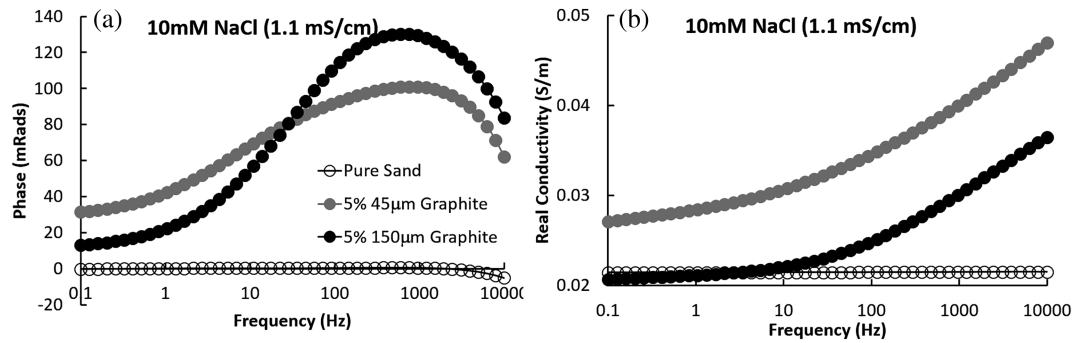 (a)
10mM NaCl (1.1 mS/cm)
140
120
100
80
60
40
20
0
-20
Phase (mRads)
Pure Sand
5% 45µm Graphite
5% 150µm Graphite
0.1
1
10
100
1000
10000
Frequency (Hz)
(b)
10mM NaCl (1.1 mS/cm)
0.05
0.04
0.03
0.02
Real Conductivity (S/m)
0.1
1
10
100
1000
10000
Frequency (Hz)